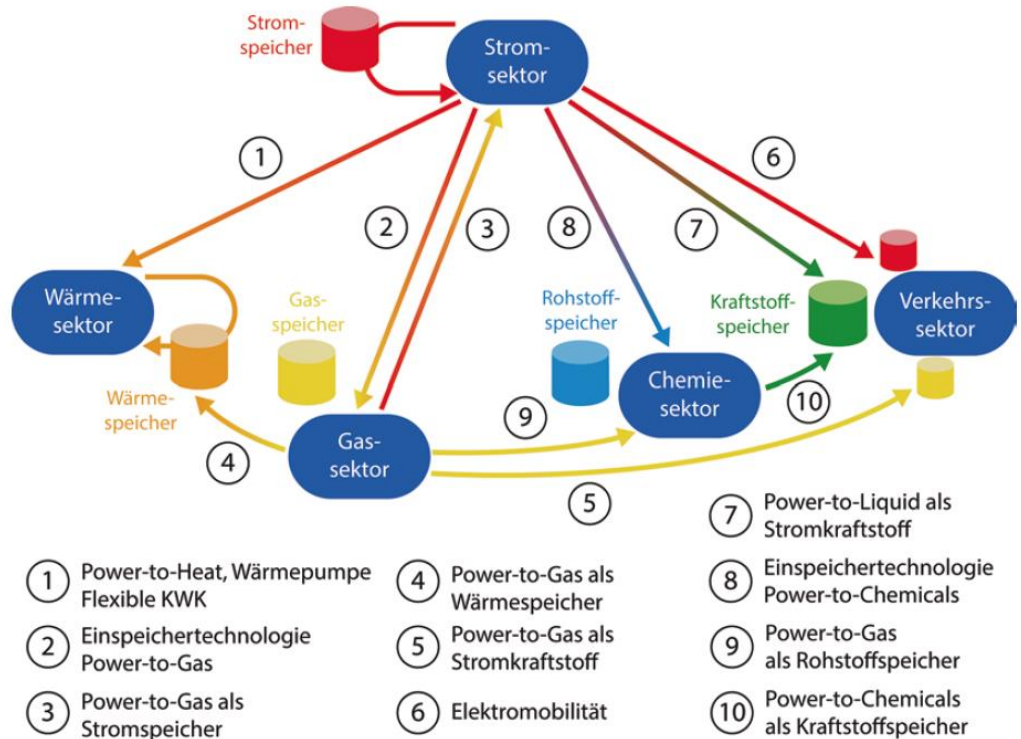 Strom-
speicher
Strom-
sektor
1
2
3
8
7
6
Wärme-
sektor
Gas-
speicher
Rohstoff-
speicher
Kraftstoff-
speicher
Verkehrs-
sektor
Wärme-
speicher
Chemie-
sektor
4
Gas-
sektor
9
10
5
1 Power-to-Heat, Wärmepumpe
Flexible KWK
2 Einspeichertechnologie
Power-to-Gas
3 Power-to-Gas als
Stromspeicher
4 Power-to-Gas als
Wärmespeicher
5 Power-to-Gas als
Stromkraftstoff
6 Elektromobilität
7 Power-to-Liquid als
Stromkraftstoff
8 Einspeichertechnologie
Power-to-Chemicals
9 Power-to-Gas
als Rohstoffspeicher
10 Power-to-Chemicals
als Kraftstoffspeicher